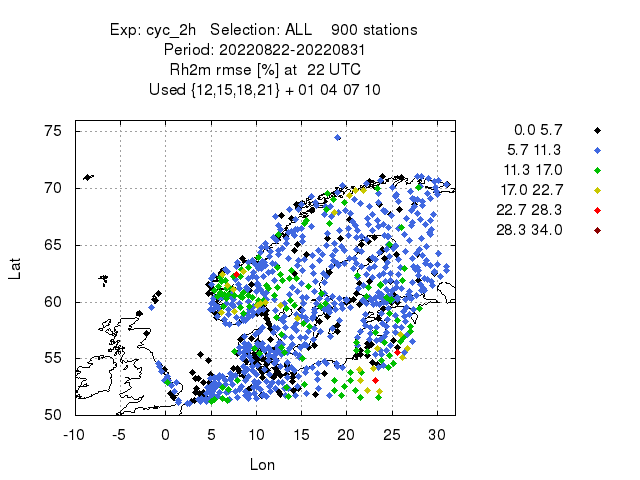 Exp: cyc_2h   Selection: ALL    900 stations
Period: 20220822-20220831
Rh2m rmse [%] at  22 UTC
Used {12,15,18,21} + 01 04 07 10
0.0 5.7
5.7 11.3
11.3 17.0
17.0 22.7
22.7 28.3
28.3 34.0
75
70
65
60
55
50
Lat
-10 -5 0 5 10 15 20 25 30
Lon